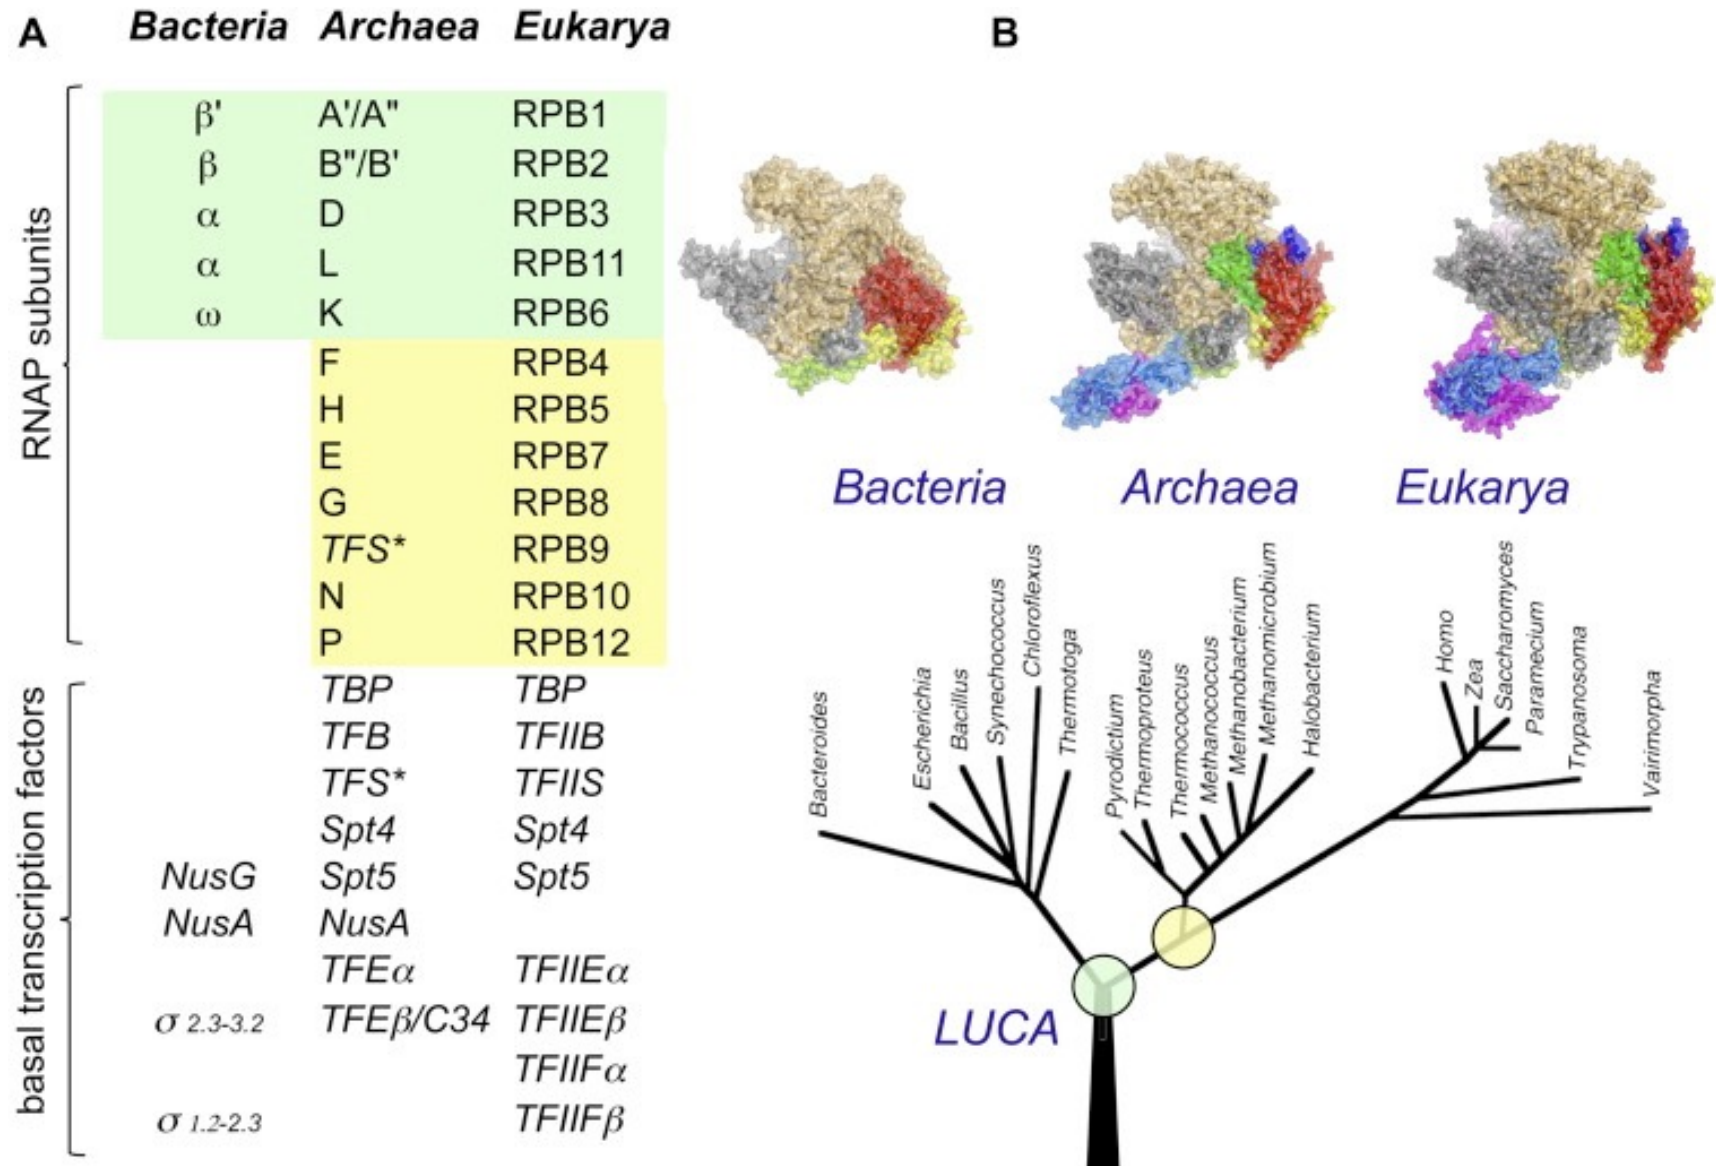 A
Bacteria Archaea Eukarya
RNAP subunits
β' A'/A" RPB1
β B"/B' RPB2
α D RPB3
α L RPB11
ω K RPB6
F RPB4
H RPB5
E RPB7
G RPB8
TFS* RPB9
N RPB10
P RPB12
basal transcription factors
TBP TBP
TFB TFIIB
TFS* TFIIS
Spt4 Spt4
NusG Spt5 Spt5
NusA NusA
TFEα TFIIEα
σ 2.3-3.2 TFEβ/C34 TFIIEβ
TFIIFα
σ 1.2-2.3 TFIIFβ
B
Bacteria Archaea Eukarya
Bacteroides
Escherichia
Bacillus
Synechococcus
Chloroflexus
Thermotoga
Pyrodictium
Thermoproteus
Thermococcus
Methanococcus
Methanobacterium
Methanomicrobium
Halobacterium
Homo
Zea
Saccharomyces
Paramecium
Trypanosoma
Vairimorpha
LUCA